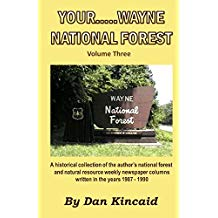 YOUR.....WAYNE
NATIONAL FOREST
Volume Three
WAYNE
National
Forest
A historical collection of the author's national forest
and natural resource weekly newspaper columns
written in the years 1987 - 1990
By Dan Kincaid